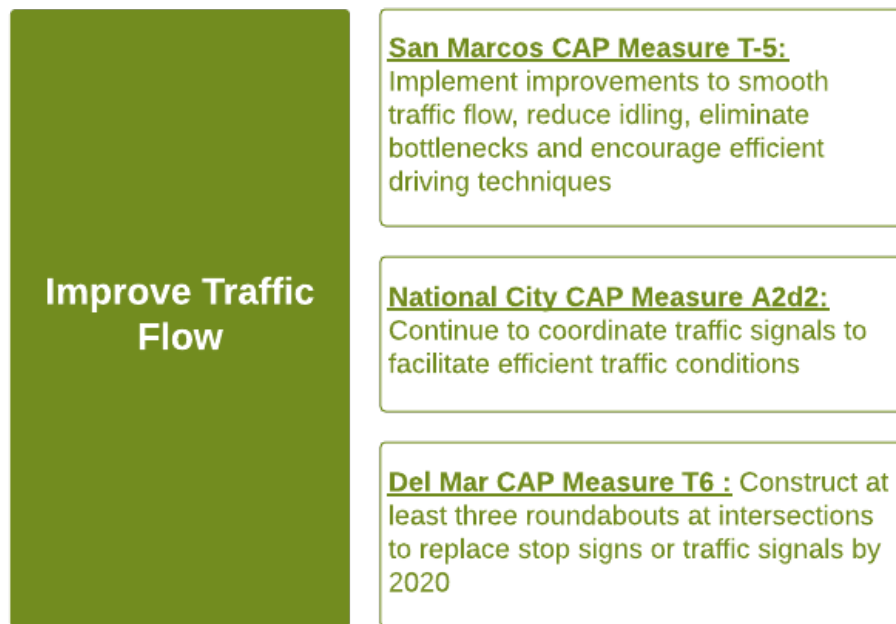 Improve Traffic
Flow
San Marcos CAP Measure T-5:
Implement improvements to smooth
traffic flow, reduce idling, eliminate
bottlenecks and encourage efficient
driving techniques
National City CAP Measure A2d2:
Continue to coordinate traffic signals to
facilitate efficient traffic conditions
Del Mar CAP Measure T6 : Construct at
least three roundabouts at intersections
to replace stop signs or traffic signals by
2020